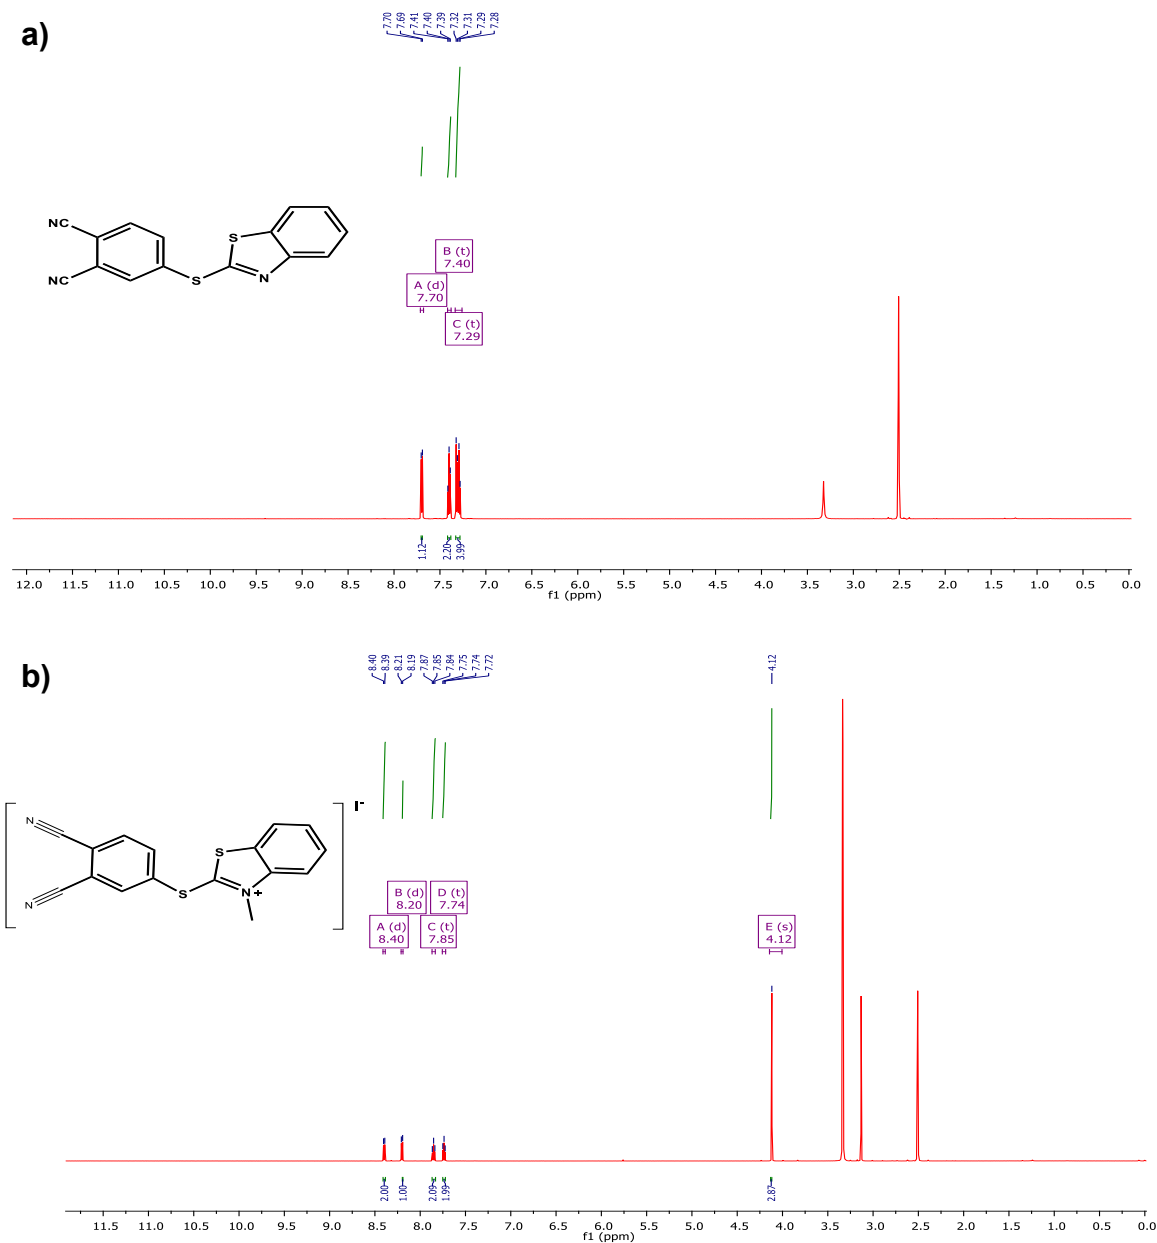 a)
7.70
7.69
7.41
7.40
7.39
7.32
7.31
7.29
7.28
NC
NC
S
S
N
B (t)
7.40
A (d)
7.70
C (t)
7.29
1.12
2.20
3.99
12.0 11.5 11.0 10.5 10.0 9.5 9.0 8.5 8.0 7.5 7.0 6.5 6.0 5.5 5.0 4.5 4.0 3.5 3.0 2.5 2.0 1.5 1.0 0.5 0.0
f1 (ppm)
b)
8.40
8.39
8.21
8.19
7.87
7.85
7.84
7.75
7.74
7.72
4.12
I-
N
N
S
S
N+
B (d)
8.20
D (t)
7.74
A (d)
8.40
C (t)
7.85
E (s)
4.12
2.00
1.00
2.09
1.99
2.87
11.5 11.0 10.5 10.0 9.5 9.0 8.5 8.0 7.5 7.0 6.5 6.0 5.5 5.0 4.5 4.0 3.5 3.0 2.5 2.0 1.5 1.0 0.5 0.0
f1 (ppm)